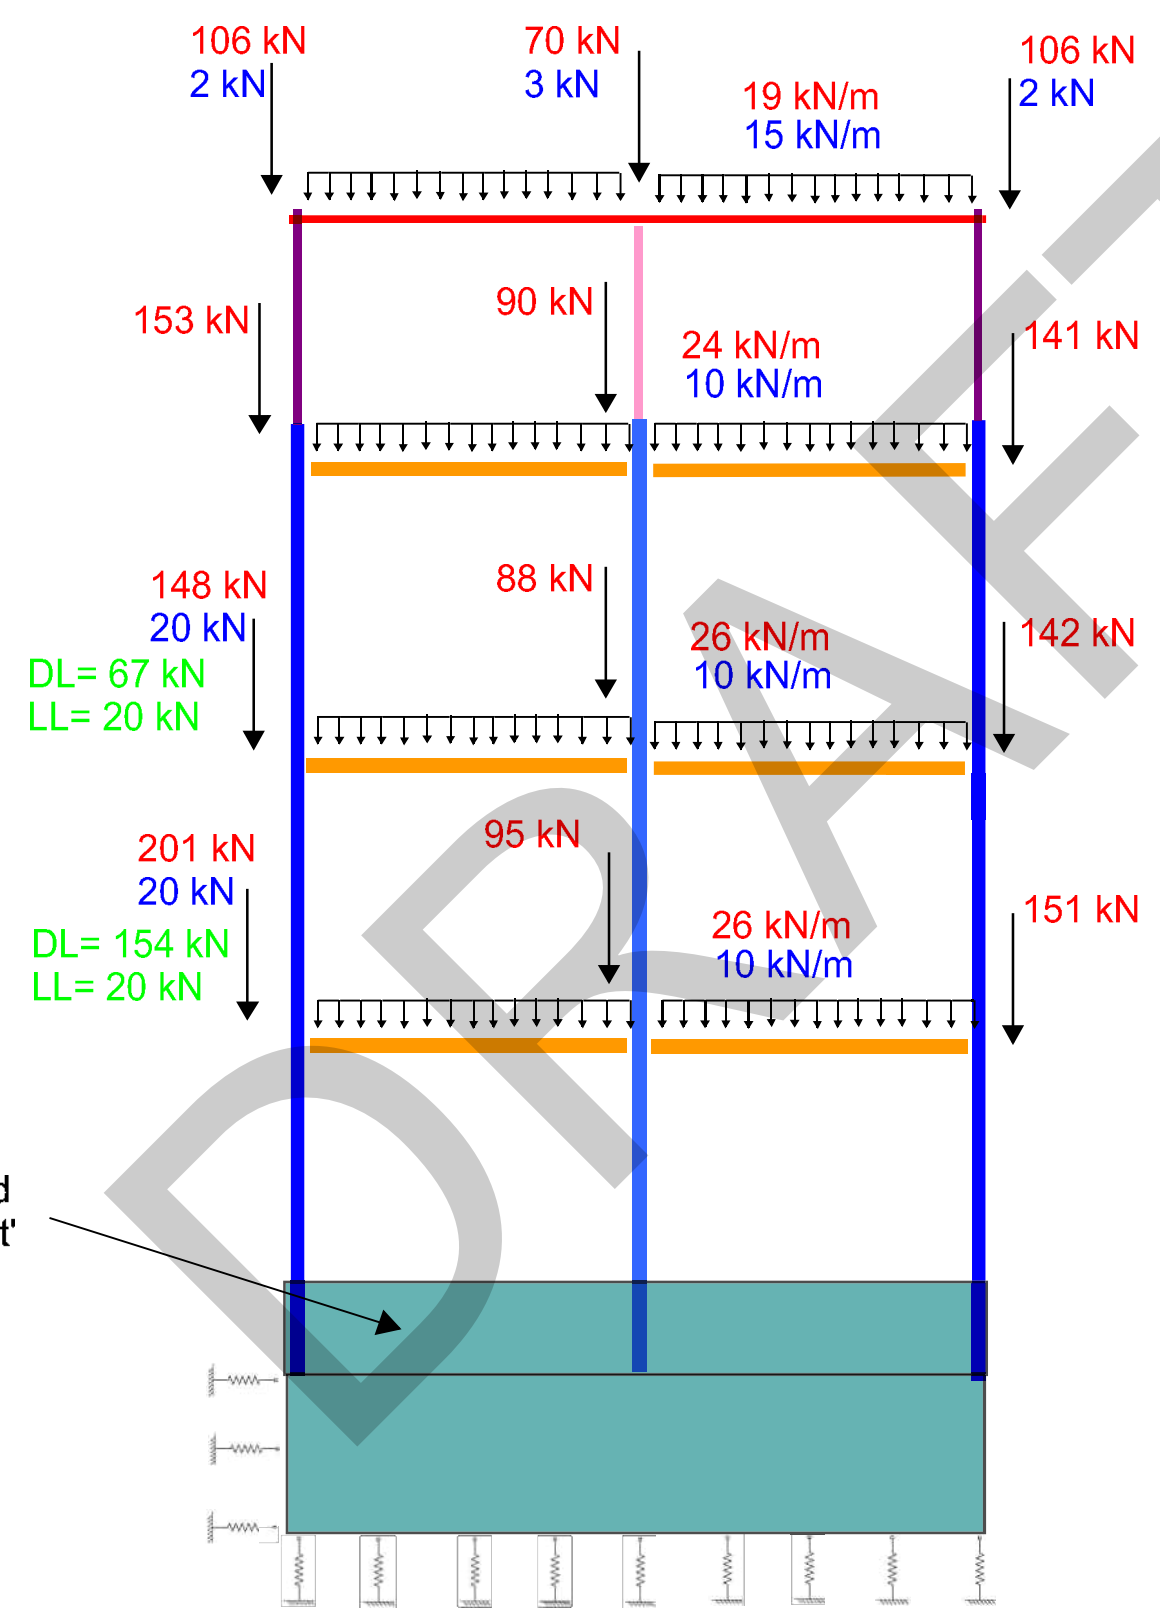 106 kN
2 kN
70 kN
3 kN
106 kN
2 kN
19 kN/m
15 kN/m
153 kN
90 kN
24 kN/m
10 kN/m
141 kN
148 kN
20 kN
DL= 67 kN
LL= 20 kN
88 kN
26 kN/m
10 kN/m
142 kN
201 kN
20 kN
DL= 154 kN
LL= 20 kN
95 kN
26 kN/m
10 kN/m
151 kN
d
t'
DRAFT